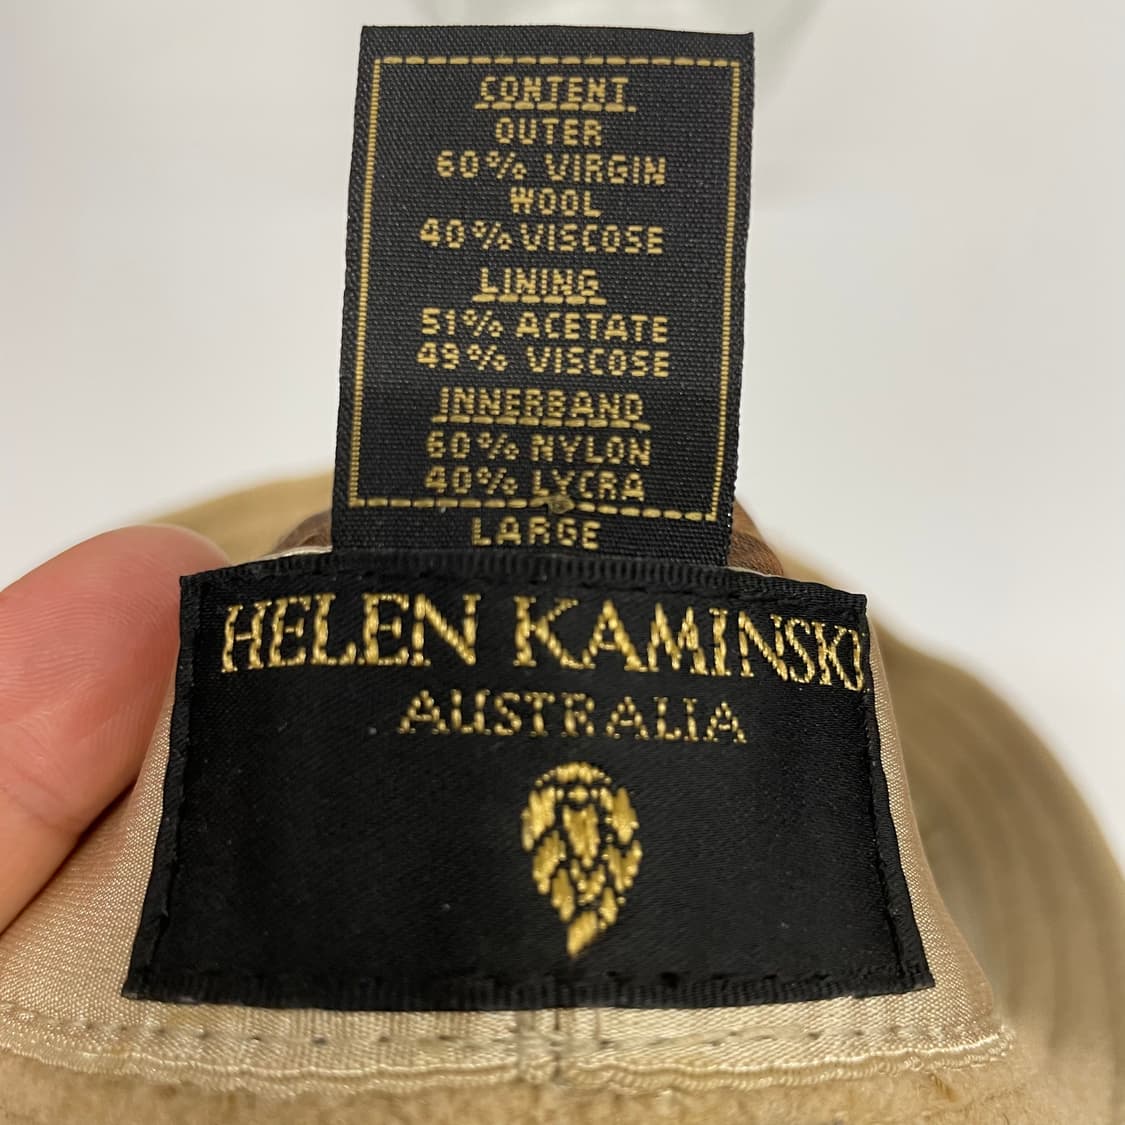 CONTENT
OUTER
60% VIRGIN
WOOL
40% VISCOSE
LINING
51% ACETATE
49% VISCOSE
INNERBAND
60% NYLON
40% LYCRA
LARGE
HELEN KAMINSKI
AUSTRALIA